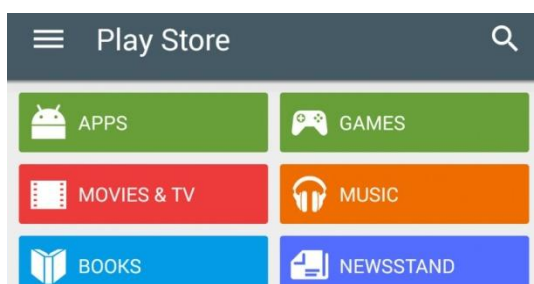 Play Store
APPS
GAMES
MOVIES & TV
MUSIC
BOOKS
NEWSSTAND